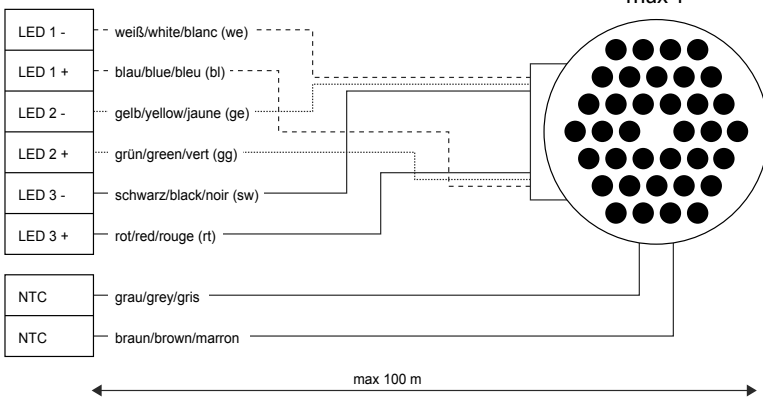 LED 1 - weiß/white/blanc (we)
LED 1 + blau/blue/bleu (bl)
LED 2 - gelb/yellow/jaune (ge)
LED 2 + grün/green/vert (gg)
LED 3 - schwarz/black/noir (sw)
LED 3 + rot/red/rouge (rt)
NTC grau/grey/gris
NTC braun/brown/marron
max 100 m